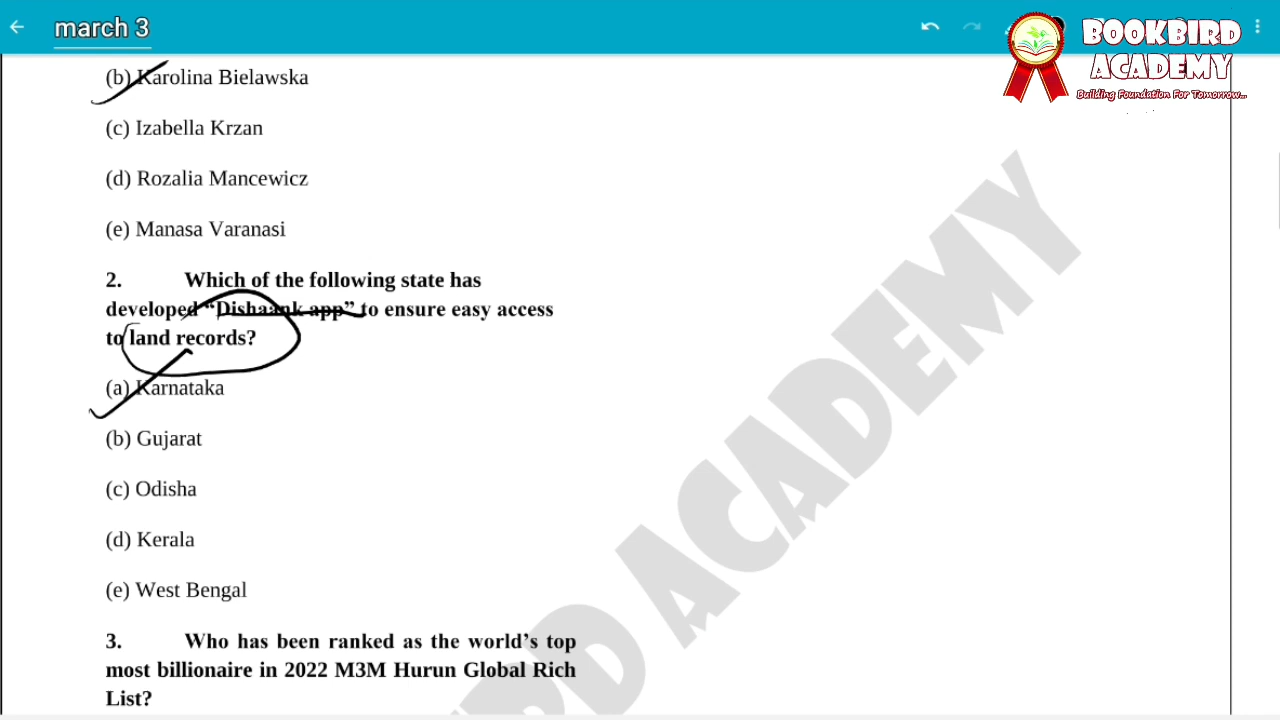 march 3
BOOKBIRD
ACADEMY
Building Foundation For Tomorrow...
(b) Karolina Bielawska
(c) Izabella Krzan
(d) Rozalia Mancewicz
(e) Manasa Varanasi
2. Which of the following state has
developed “Dishaank app” to ensure easy access
to land records?
(a) Karnataka
(b) Gujarat
(c) Odisha
(d) Kerala
(e) West Bengal
3. Who has been ranked as the world’s top
most billionaire in 2022 M3M Hurun Global Rich
List?
RD ACADEMY